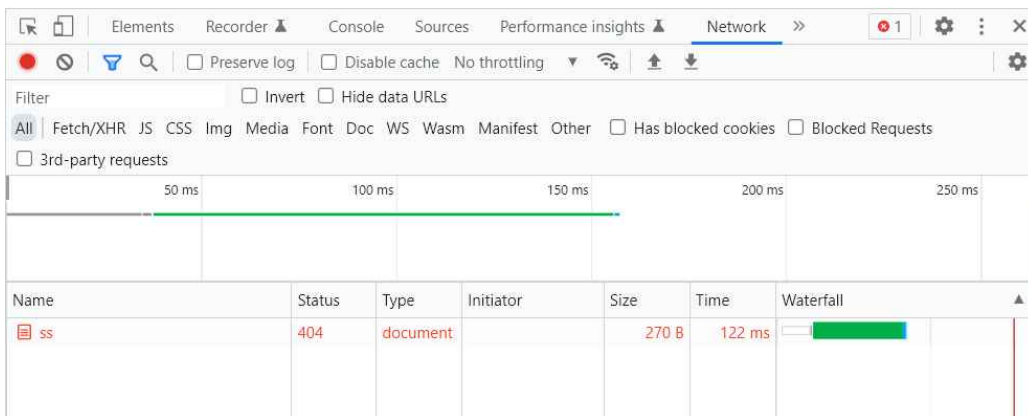 Elements Recorder Console Sources Performance insights Network » 1
Preserve log Disable cache No throttling
Filter Invert Hide data URLs
All Fetch/XHR JS CSS Img Media Font Doc WS Wasm Manifest Other Has blocked cookies Blocked Requests
3rd-party requests
50 ms 100 ms 150 ms 200 ms 250 ms
Name Status Type Initiator Size Time Waterfall
ss 404 document 270 B 122 ms